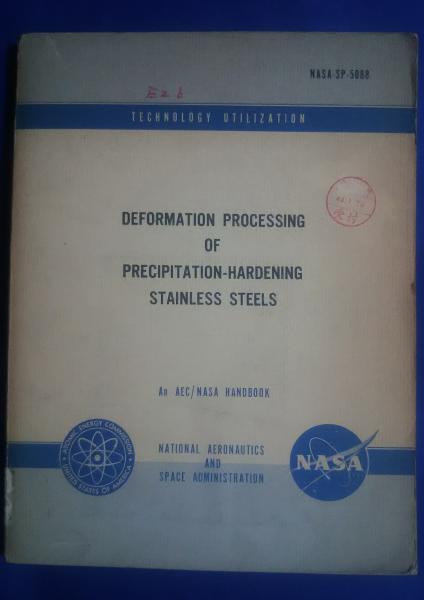 NASA-SP-5088
TECHNOLOGY UTILIZATION
DEFORMATION PROCESSING
OF
PRECIPITATION-HARDENING
STAINLESS STEELS
An AEC/NASA HANDBOOK
ATOMIC ENERGY COMMISSION
UNITED STATES OF AMERICA
NATIONAL AERONAUTICS
AND
SPACE ADMINISTRATION
NASA